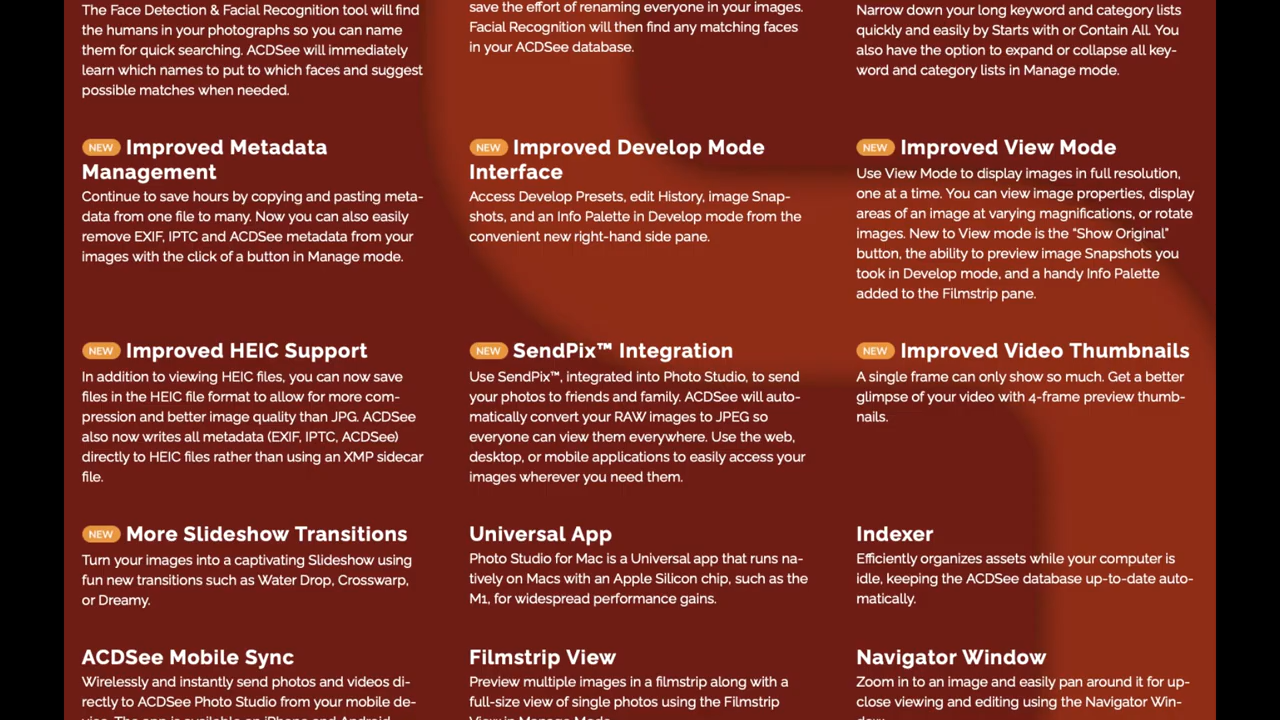 The Face Detection & Facial Recognition tool will find
the humans in your photographs so you can name
them for quick searching. ACDSee will immediately
learn which names to put to which faces and suggest
possible matches when needed.
save the effort of renaming everyone in your images.
Facial Recognition will then find any matching faces
in your ACDSee database.
Narrow down your long keyword and category lists
quickly and easily by Starts with or Contain All. You
also have the option to expand or collapse all key-
word and category lists in Manage mode.
NEW Improved Metadata
Management
Continue to save hours by copying and pasting meta-
data from one file to many. Now you can also easily
remove EXIF, IPTC and ACDSee metadata from your
images with the click of a button in Manage mode.
NEW Improved Develop Mode
Interface
Access Develop Presets, edit History, image Snap-
shots, and an Info Palette in Develop mode from the
convenient new right-hand side pane.
NEW Improved View Mode
Use View Mode to display images in full resolution,
one at a time. You can view image properties, display
areas of an image at varying magnifications, or rotate
images. New to View mode is the "Show Original"
button, the ability to preview image Snapshots you
took in Develop mode, and a handy Info Palette
added to the Filmstrip pane.
NEW Improved HEIC Support
In addition to viewing HEIC files, you can now save
files in the HEIC file format to allow for more com-
pression and better image quality than JPG. ACDSee
also now writes all metadata (EXIF, IPTC, ACDSee)
directly to HEIC files rather than using an XMP sidecar
file.
NEW SendPix™ Integration
Use SendPix™, integrated into Photo Studio, to send
your photos to friends and family. ACDSee will auto-
matically convert your RAW images to JPEG so
everyone can view them everywhere. Use the web,
desktop, or mobile applications to easily access your
images wherever you need them.
NEW Improved Video Thumbnails
A single frame can only show so much. Get a better
glimpse of your video with 4-frame preview thumb-
nails.
NEW More Slideshow Transitions
Turn your images into a captivating Slideshow using
fun new transitions such as Water Drop, Crosswarp,
or Dreamy.
Universal App
Photo Studio for Mac is a Universal app that runs na-
tively on Macs with an Apple Silicon chip, such as the
M1, for widespread performance gains.
Indexer
Efficiently organizes assets while your computer is
idle, keeping the ACDSee database up-to-date auto-
matically.
ACDSee Mobile Sync
Wirelessly and instantly send photos and videos di-
rectly to ACDSee Photo Studio from your mobile de-
vice. The app is available on iPhone and Android
Filmstrip View
Preview multiple images in a filmstrip along with a
full-size view of single photos using the Filmstrip
View in Manage Mode.
Navigator Window
Zoom in to an image and easily pan around it for up-
close viewing and editing using the Navigator Win-
dow.